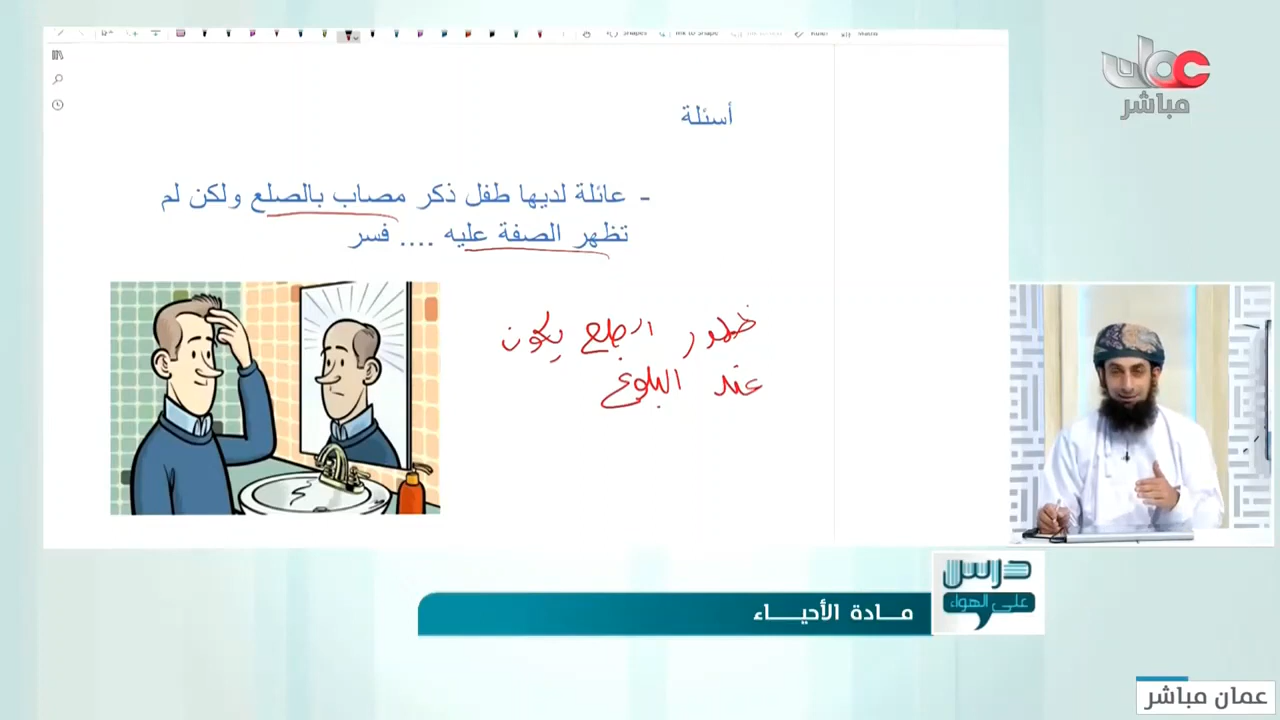 عمان
مباشر
أسئلة
- عائلة لديها طفل ذكر مصاب بالصلع ولكن لم
تظهر الصفة عليه .... فسر
ظهور الصلع يكون
عند البلوغ
درس
على الهواء
مادة الأحياء
عمان مباشر